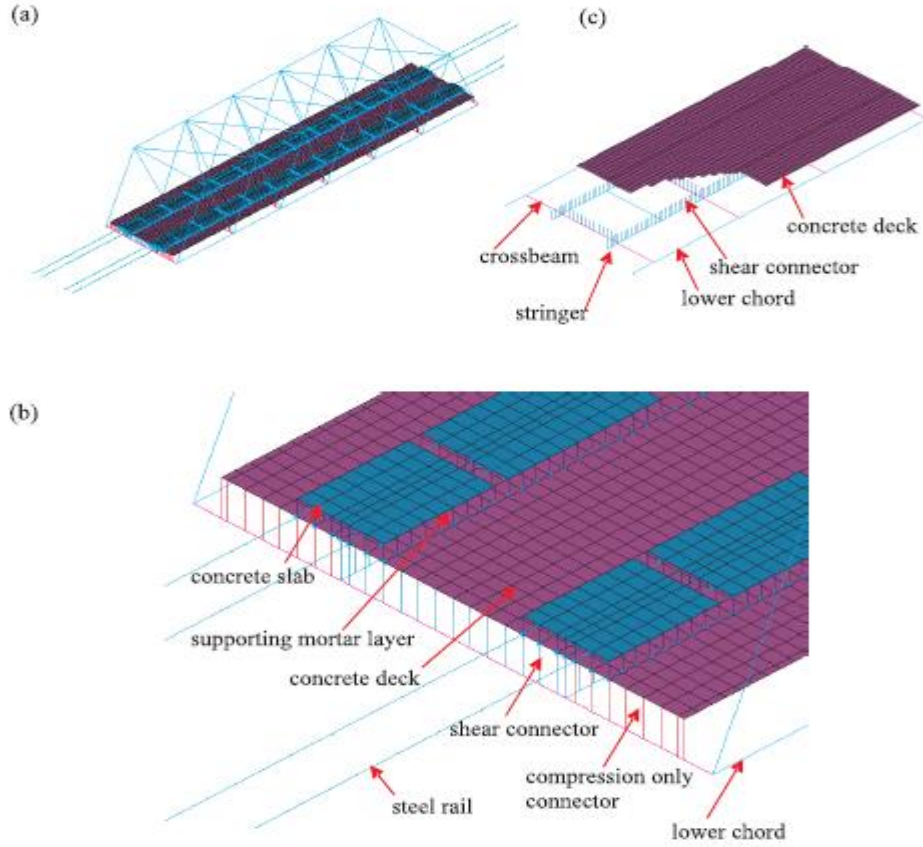 (a)
(c)
concrete deck
crossbeam
shear connector
lower chord
stringer
(b)
concrete slab
supporting mortar layer
concrete deck
shear connector
compression only
connector
steel rail
lower chord